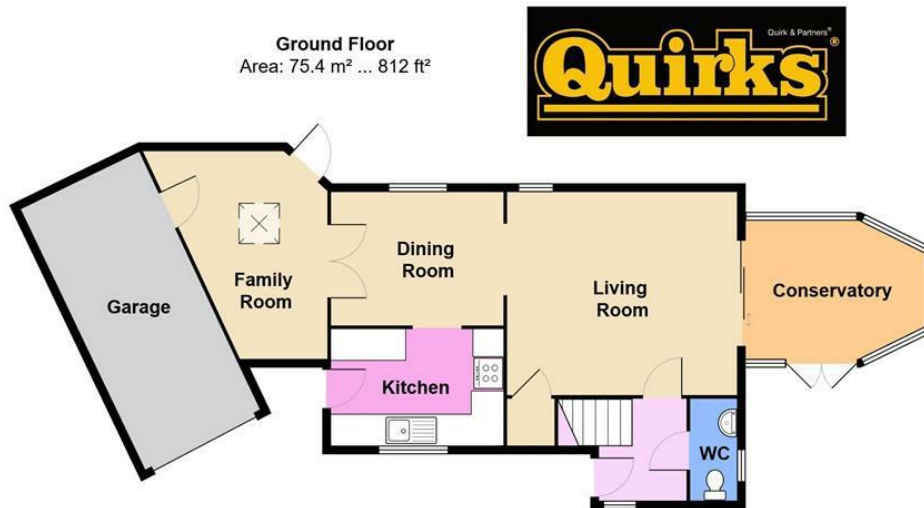 Ground Floor
Area: 75.4 m² ... 812 ft²
Quirk & Partners®
Quirks®
Dining
Room
Family
Room
Living
Room
Conservatory
Garage
Kitchen
WC